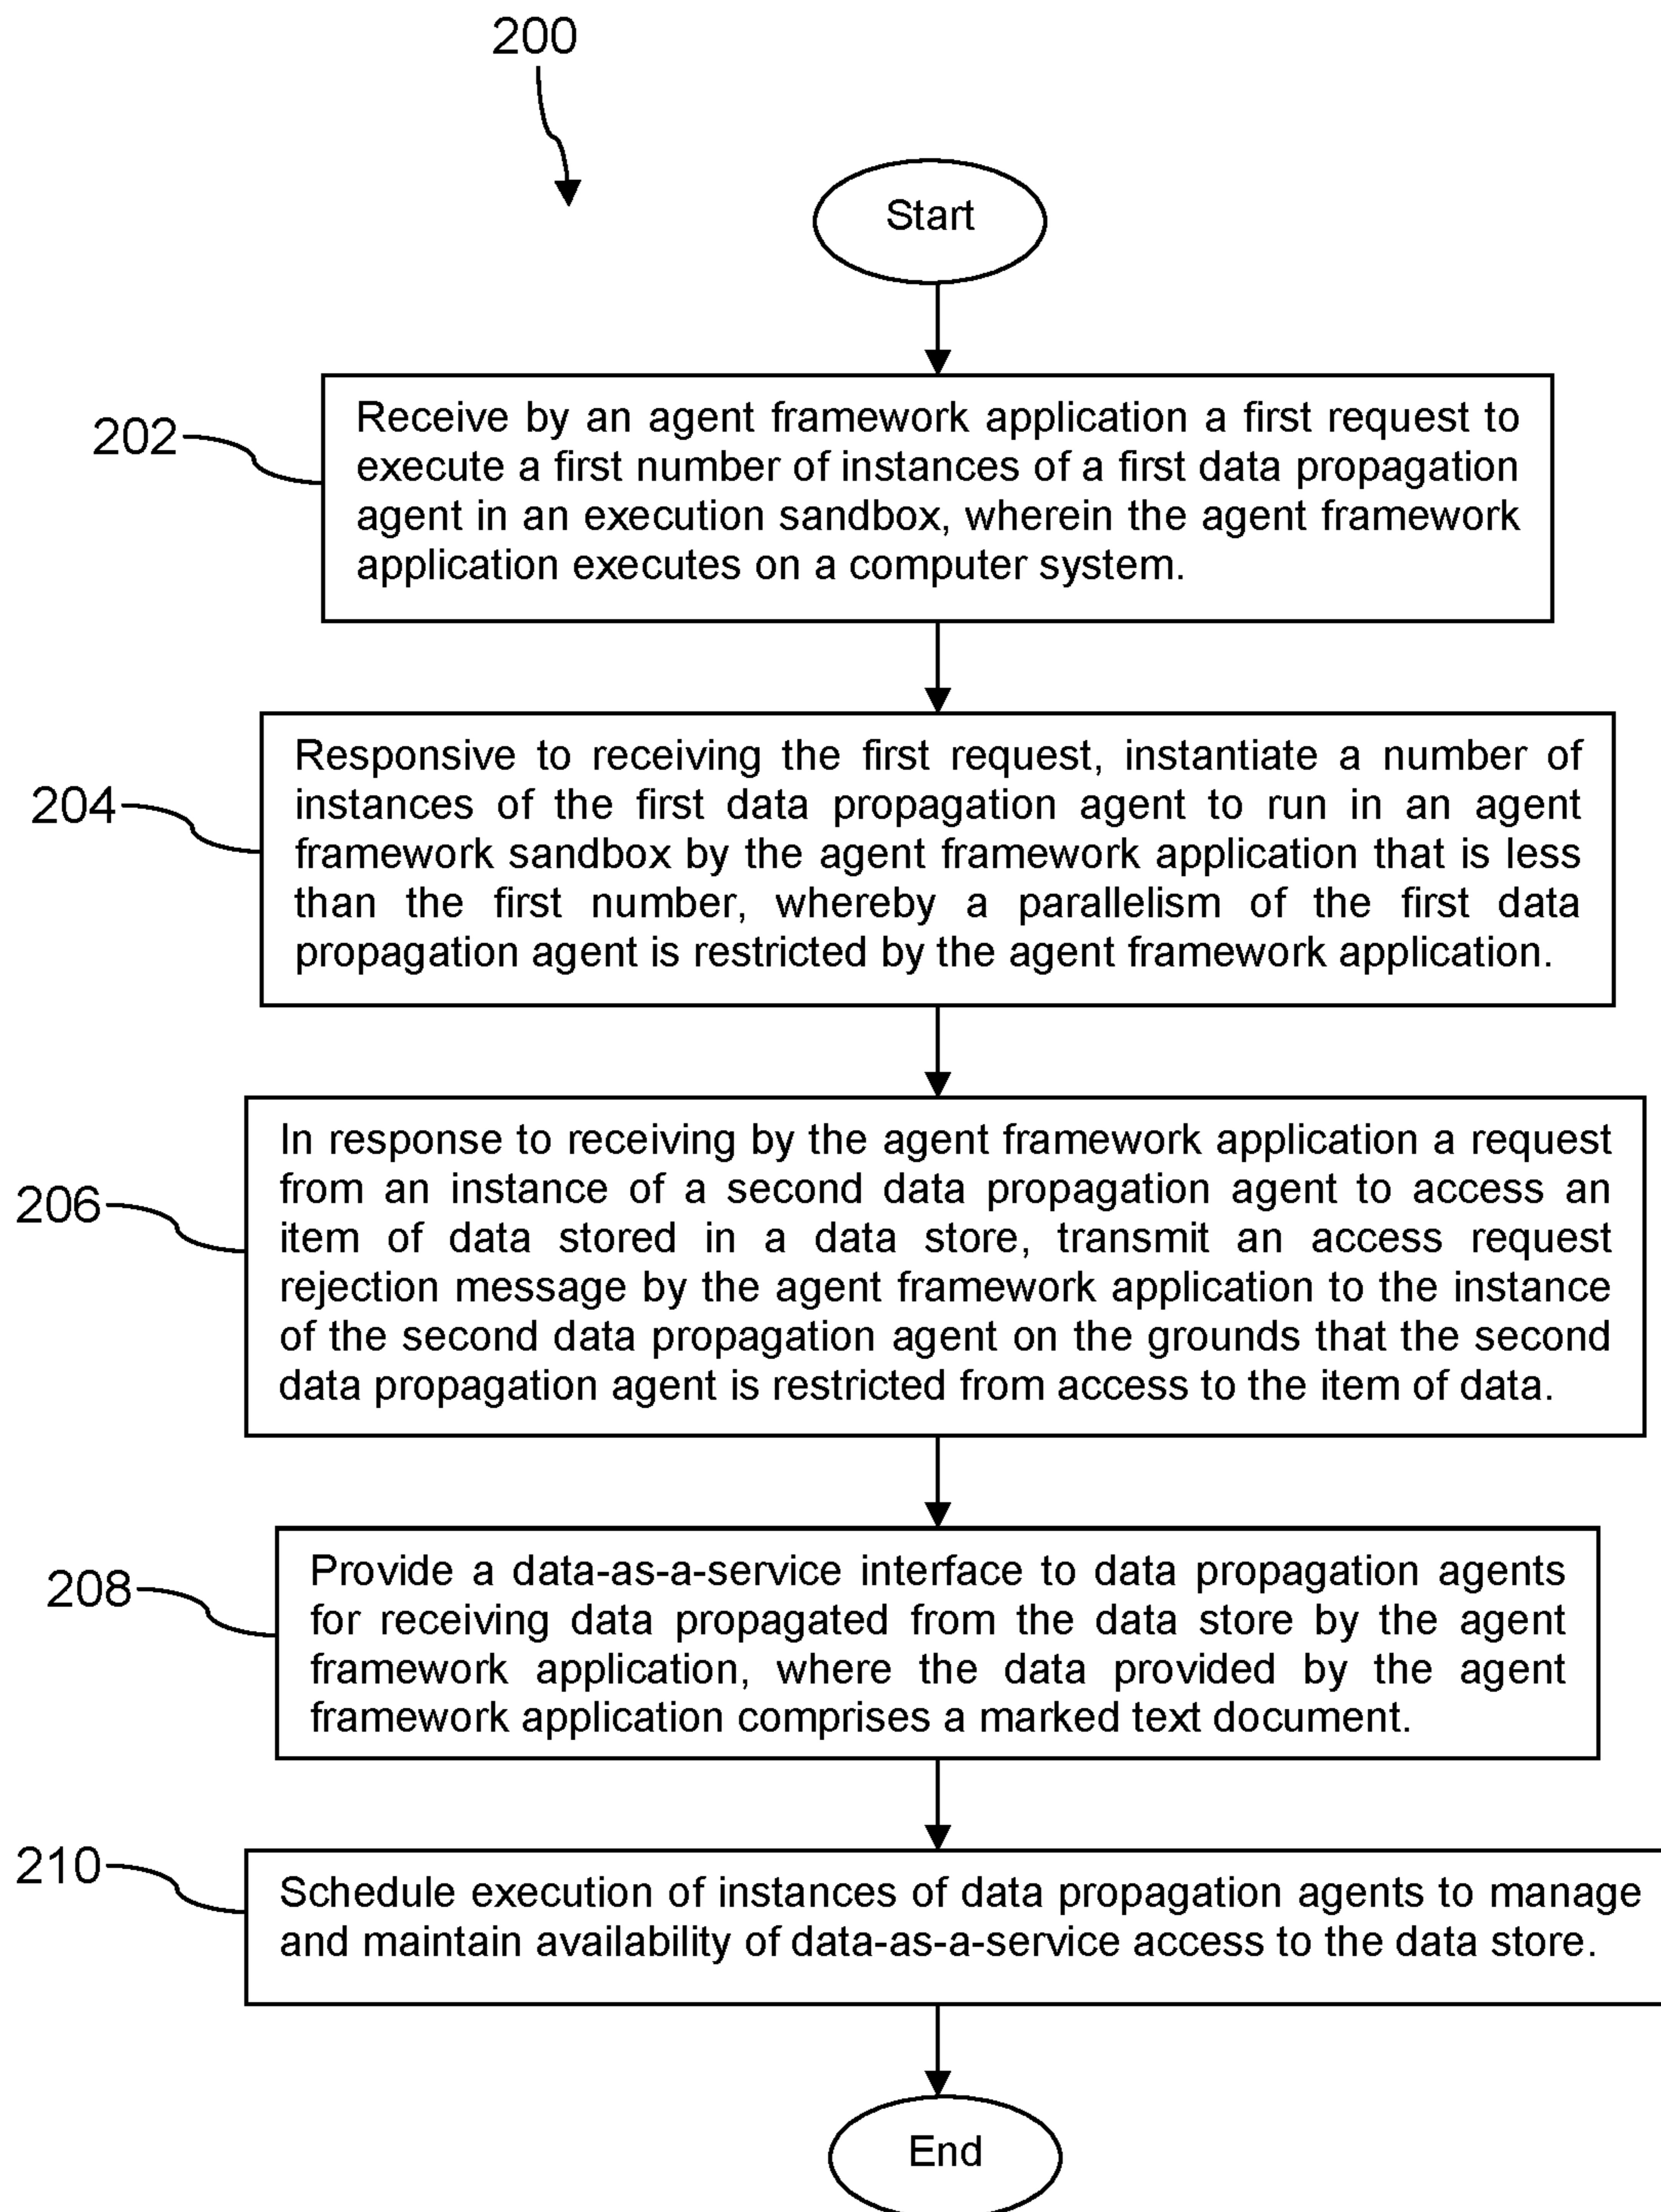 200
Start
202
Receive by an agent framework application a first request to
execute a first number of instances of a first data propagation
agent in an execution sandbox, wherein the agent framework
application executes on a computer system.
204
Responsive to receiving the first request, instantiate a number of
instances of the first data propagation agent to run in an agent
framework sandbox by the agent framework application that is less
than the first number, whereby a parallelism of the first data
propagation agent is restricted by the agent framework application.
206
In response to receiving by the agent framework application a request
from an instance of a second data propagation agent to access an
item of data stored in a data store, transmit an access request
rejection message by the agent framework application to the instance
of the second data propagation agent on the grounds that the second
data propagation agent is restricted from access to the item of data.
208
Provide a data-as-a-service interface to data propagation agents
for receiving data propagated from the data store by the agent
framework application, where the data provided by the agent
framework application comprises a marked text document.
210
Schedule execution of instances of data propagation agents to manage
and maintain availability of data-as-a-service access to the data store.
End